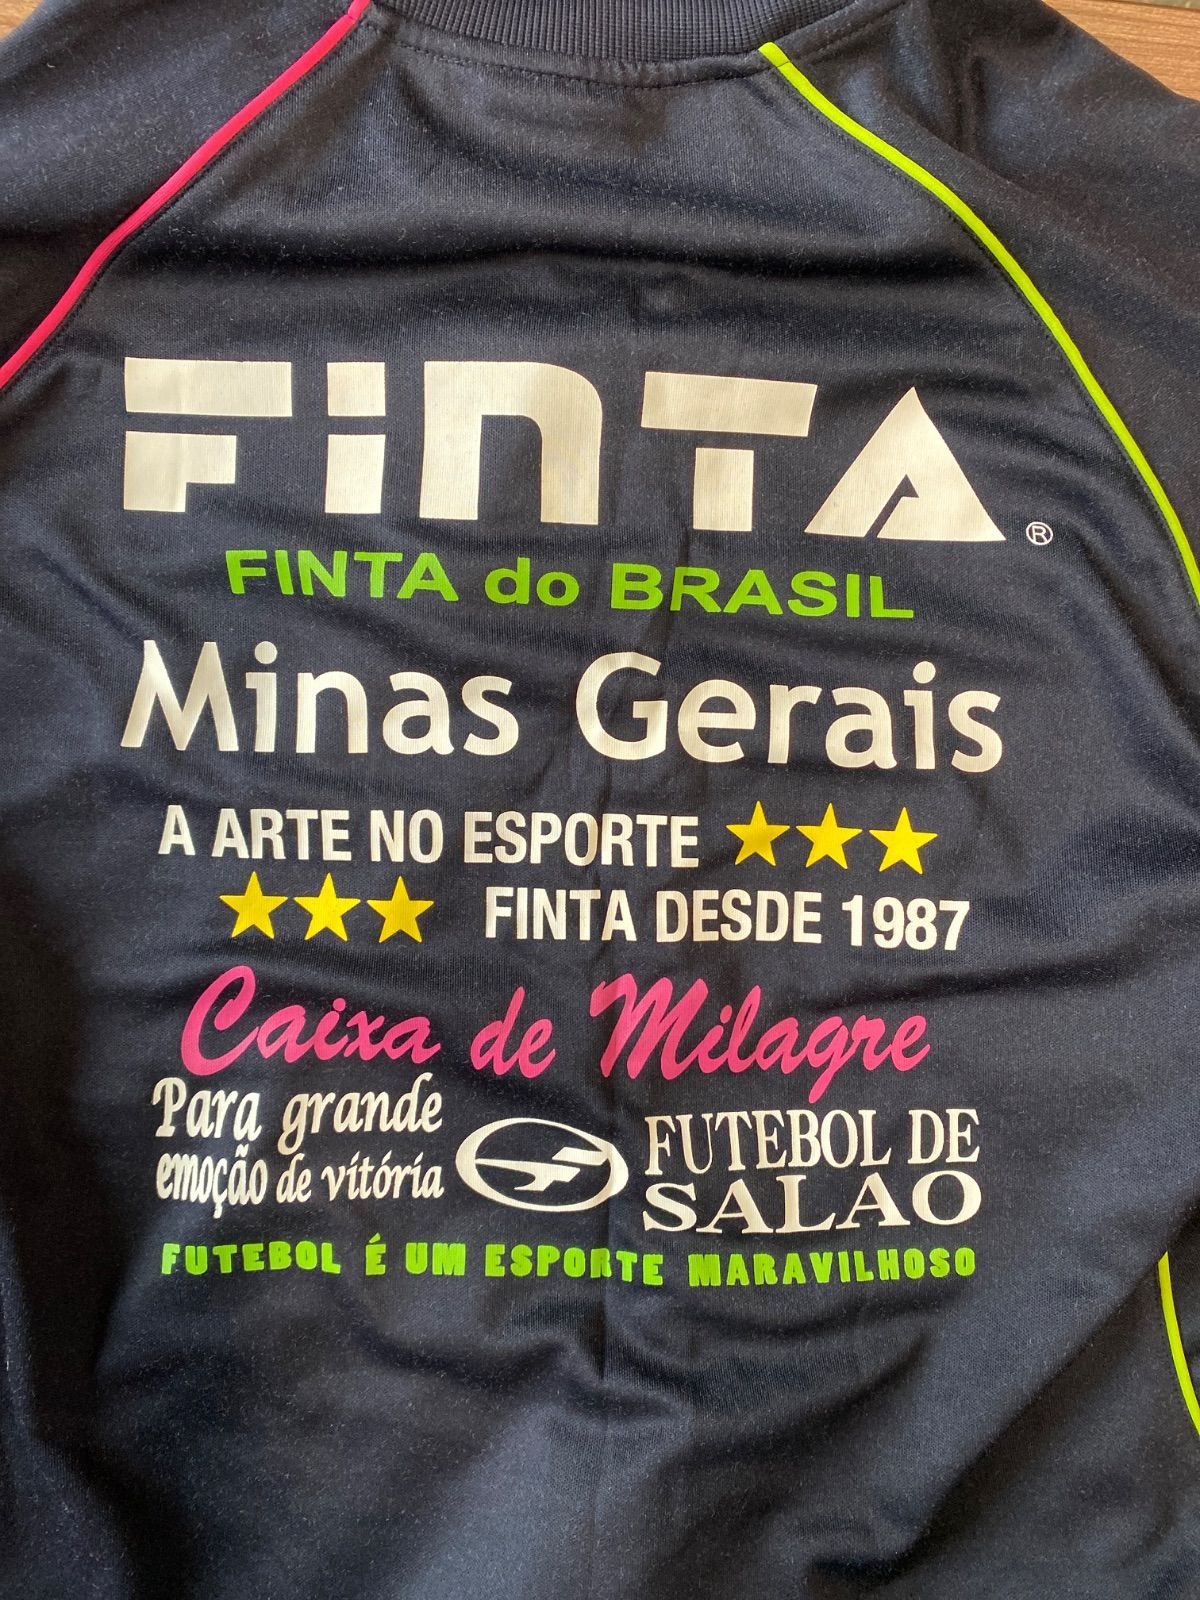 FiNTA ®
FINTA do BRASIL
Minas Gerais
A ARTE NO ESPORTE ★★★
★★★ FINTA DESDE 1987
Caixa de Milagre
Para grande
emoção de vitória
FUTEBOL DE
SALAO
FUTEBOL É UM ESPORTE MARAVILHOSO